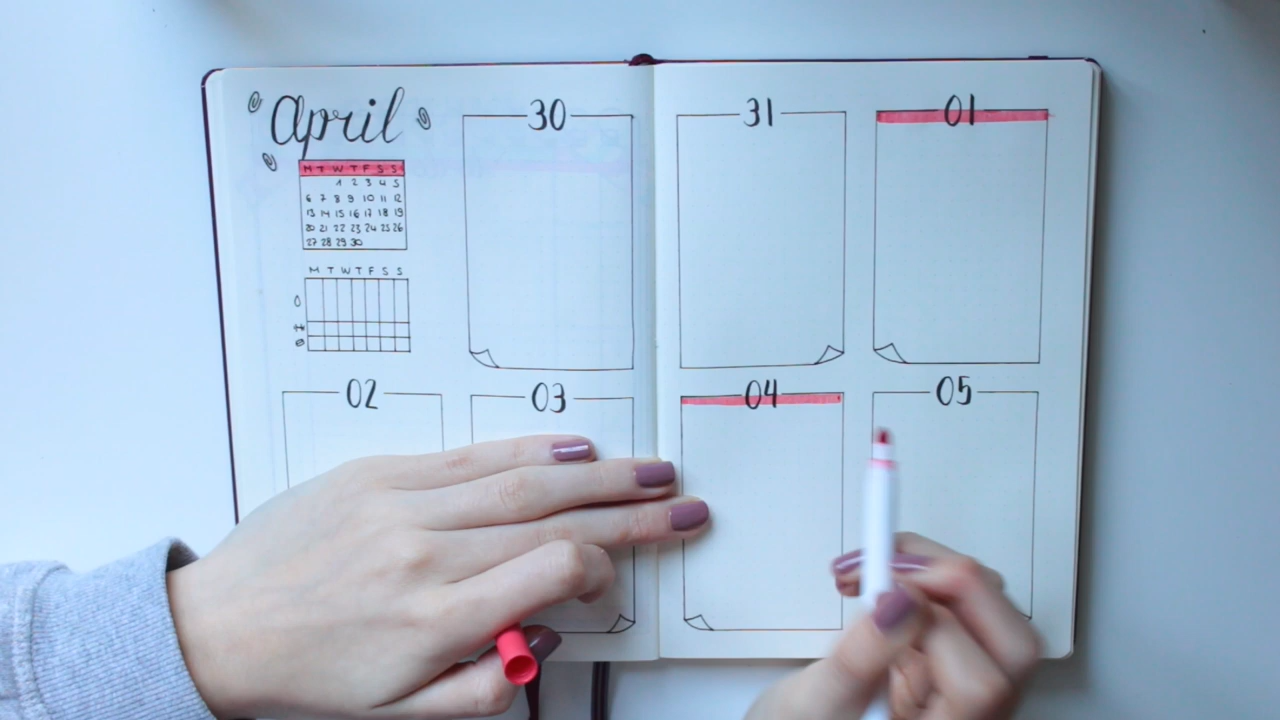 April
30
31
01
M T W T F S S
1 2 3 4 5
6 7 8 9 10 11 12
13 14 15 16 17 18 19
20 21 22 23 24 25 26
27 28 29 30
M T W T F S S
02
03
04
05